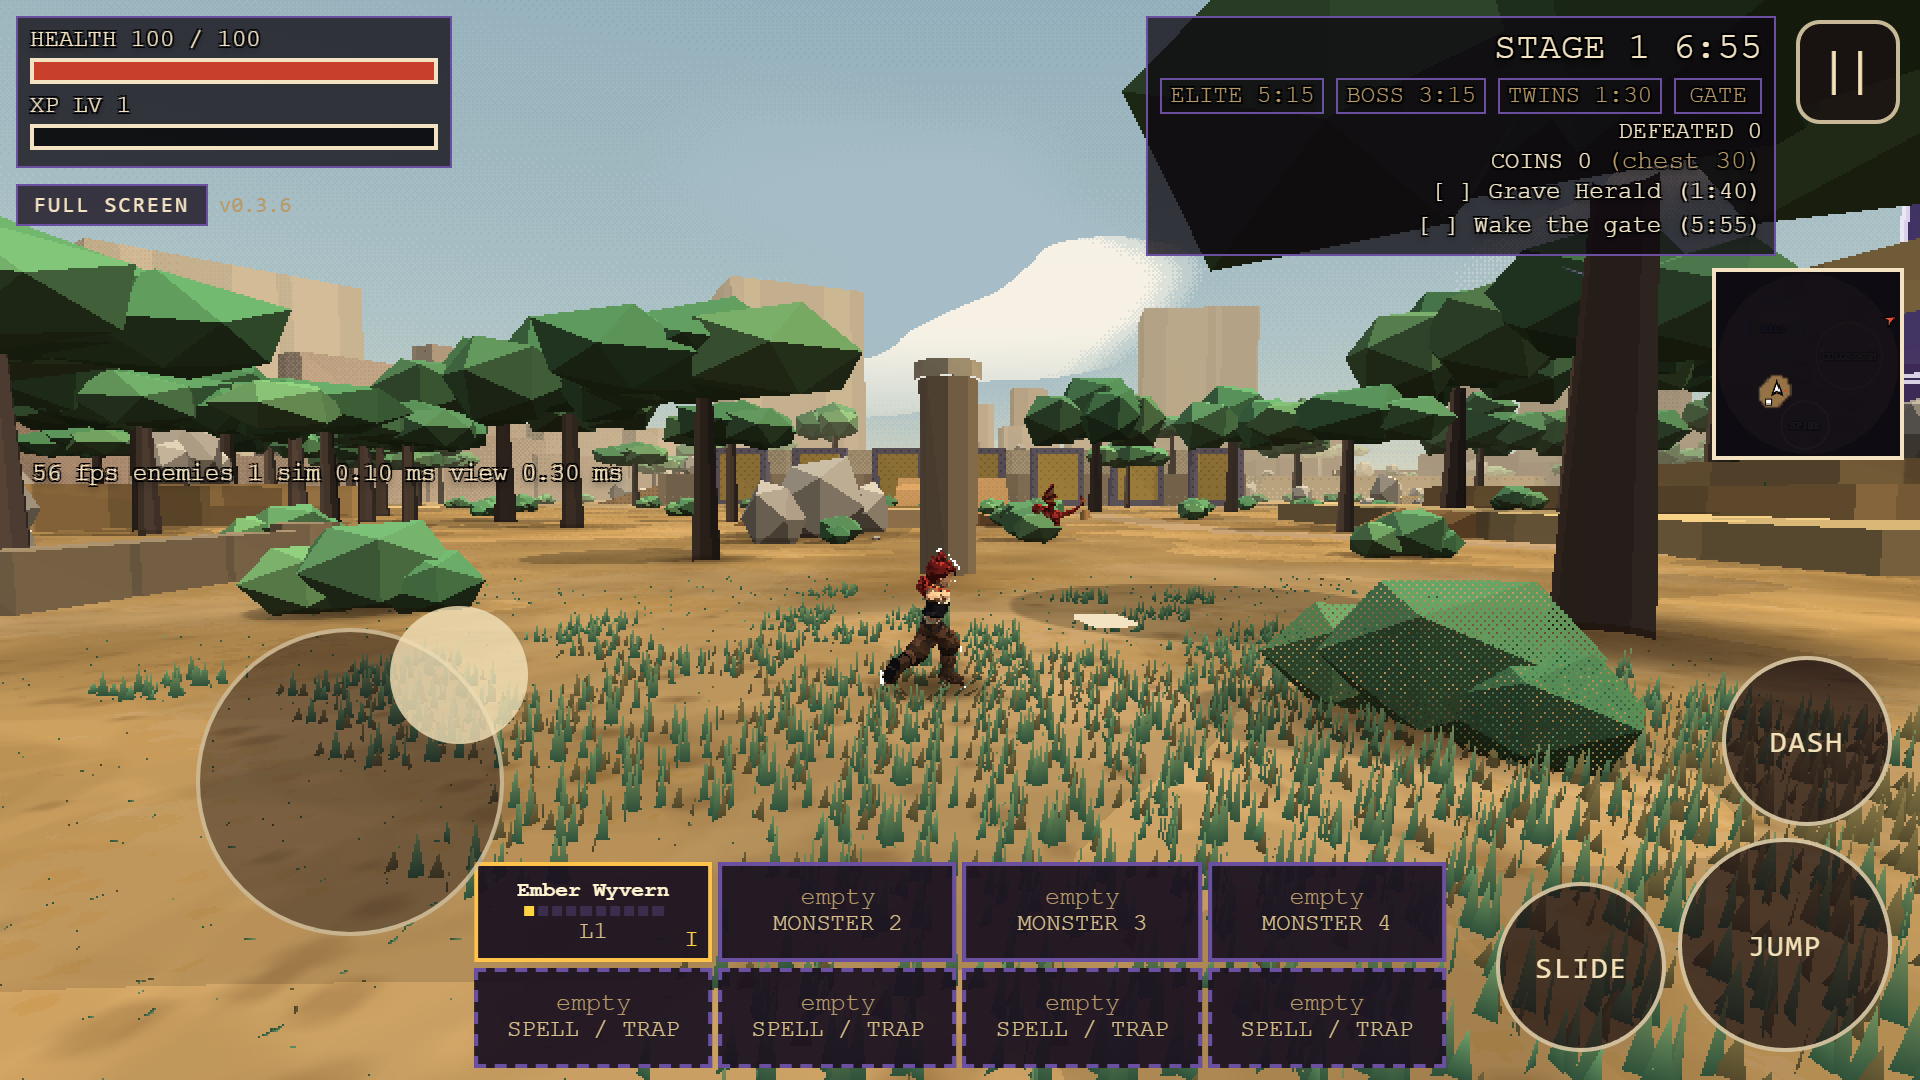 HEALTH 100 / 100
XP LV 1
FULL SCREEN v0.3.6
STAGE 1 6:55
ELITE 5:15 BOSS 3:15 TWINS 1:30 GATE
DEFEATED 0
COINS 0 (chest 30)
[ ] Grave Herald (1:40)
[ ] Wake the gate (5:55)
56 fps enemies 1 sim 0.10 ms view 0.30 ms
DASH
SLIDE
JUMP
Ember Wyvern
L1
I
empty
MONSTER 2
empty
MONSTER 3
empty
MONSTER 4
empty
SPELL / TRAP
empty
SPELL / TRAP
empty
SPELL / TRAP
empty
SPELL / TRAP